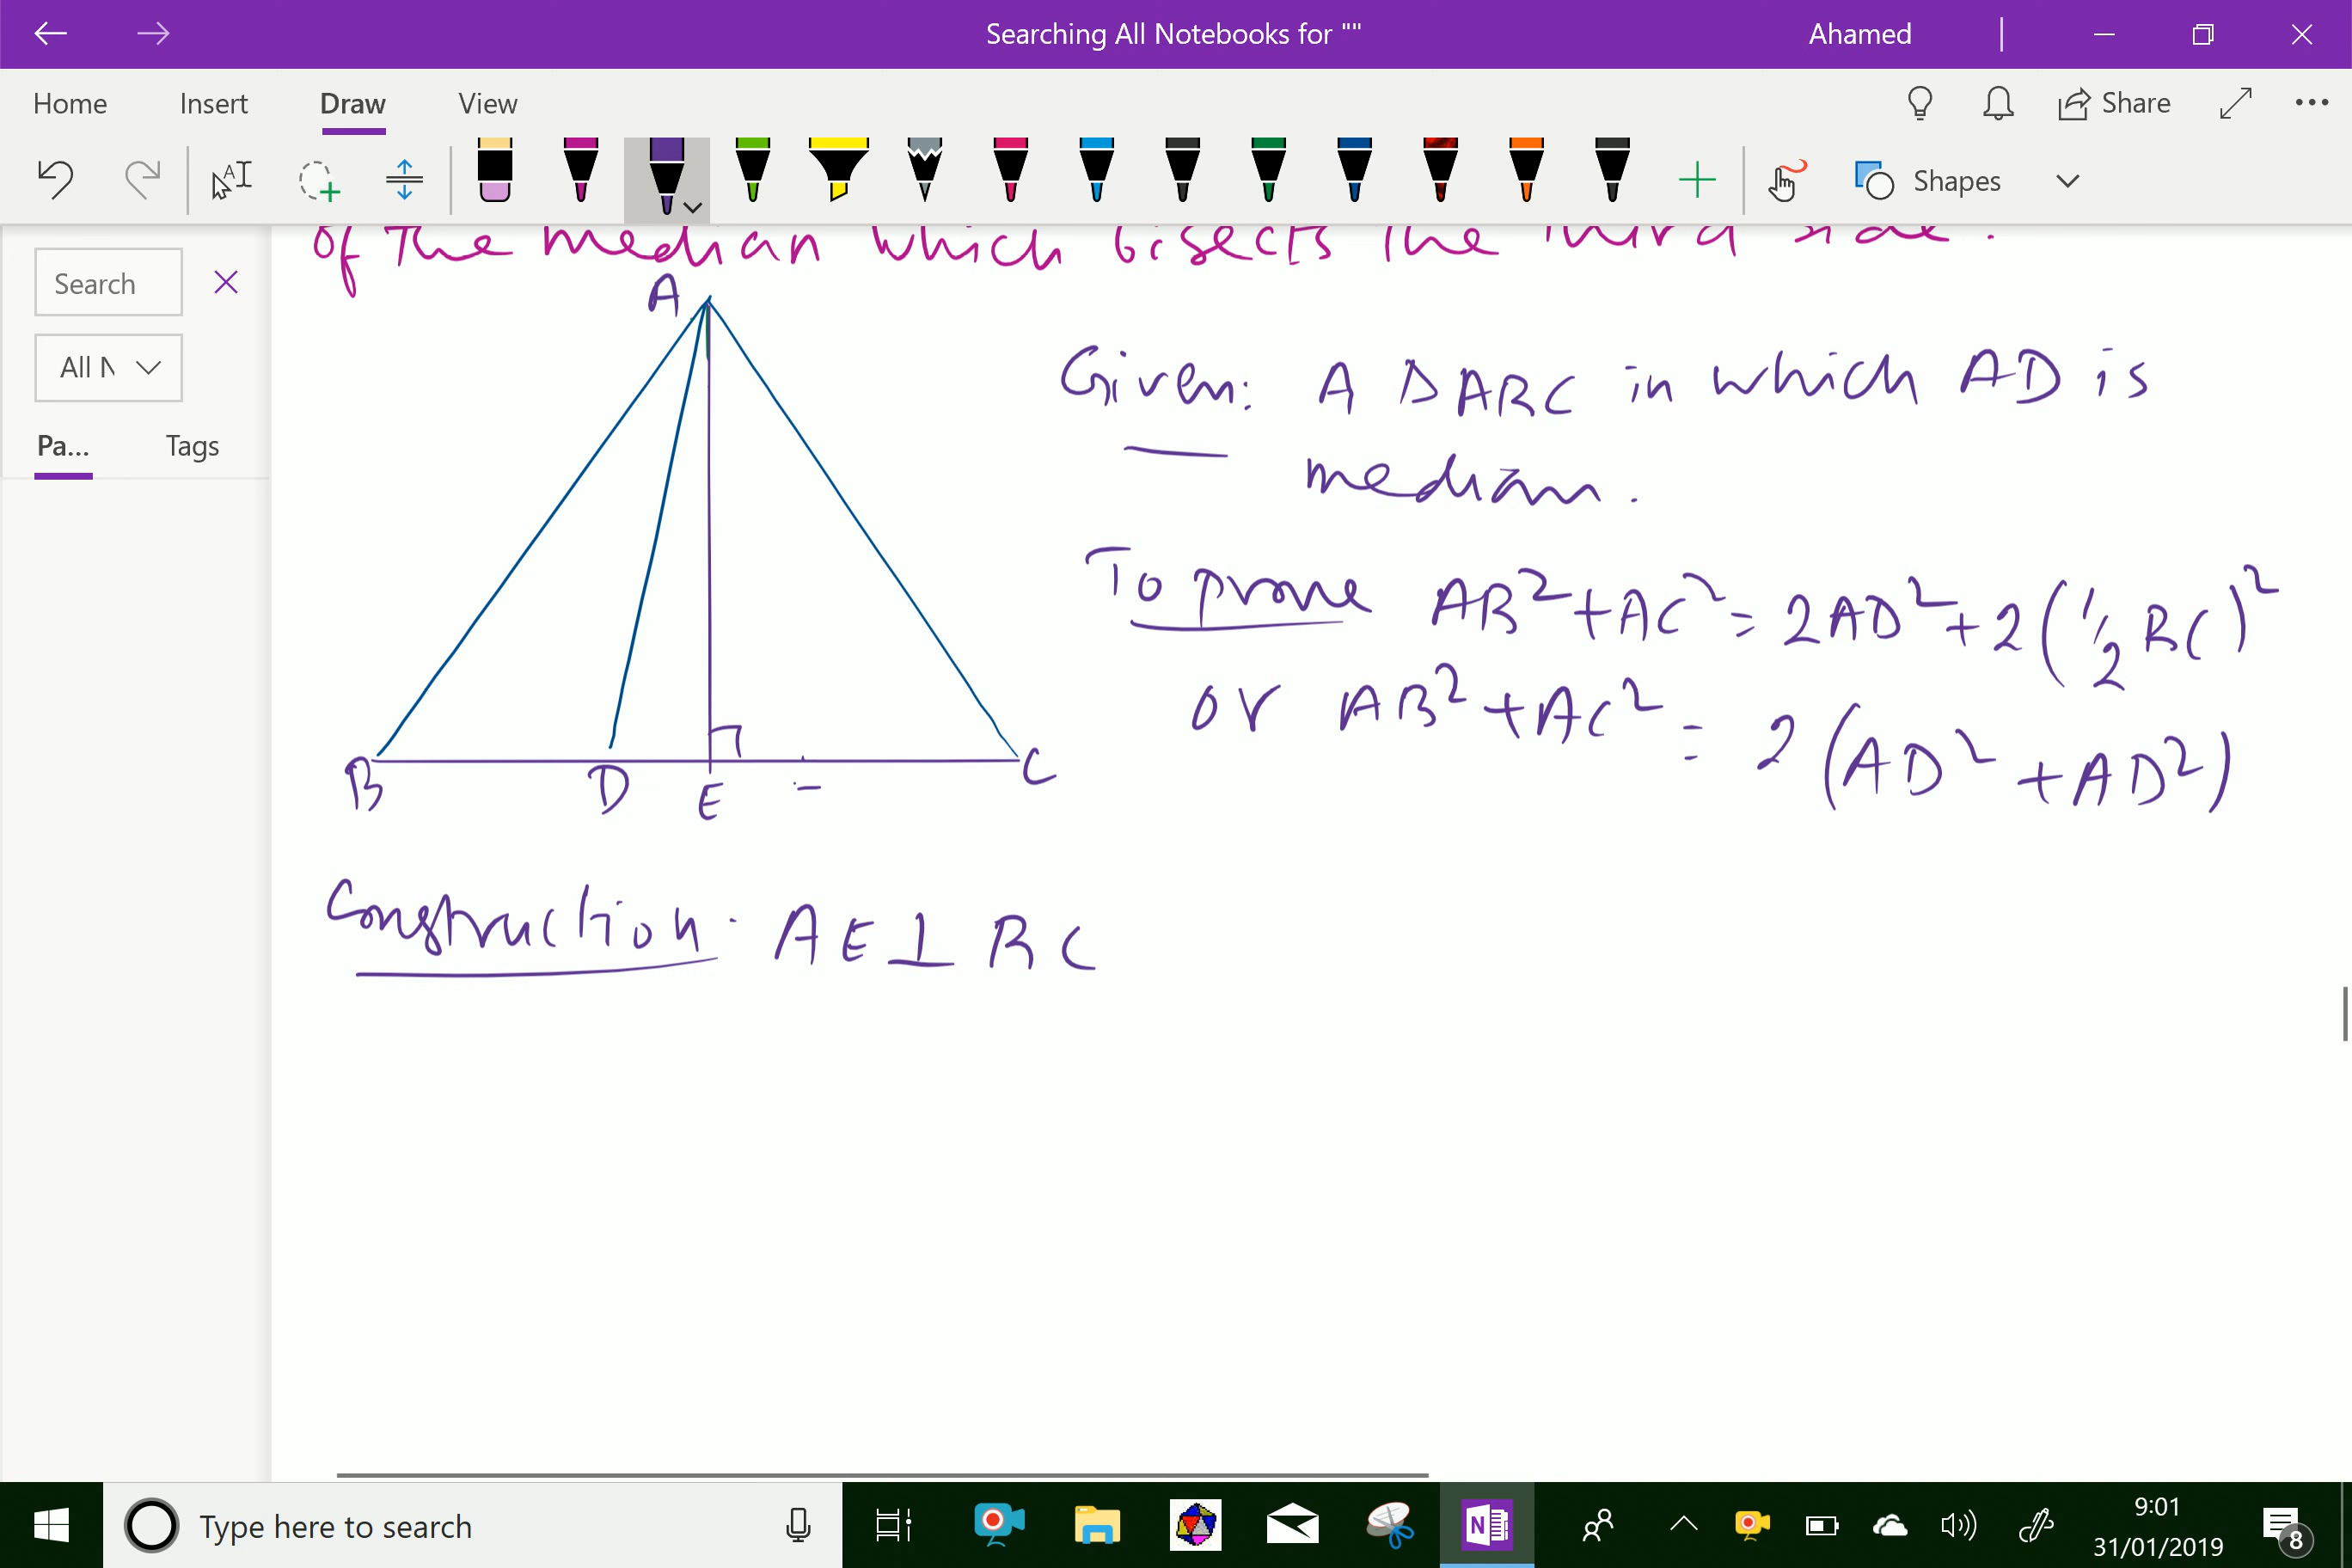 Searching All Notebooks for ""
Ahamed
Home Insert Draw View
Share
Shapes
Search
All N
Pa... Tags
of the median which bisects the third side.
A
Given: A ΔABC in which AD is
median.
To prove AB²+AC² = 2AD²+2(1/2 BC)²
or AB²+AC² = 2(AD²+AD²)
B D E C
Construction. AE⊥BC
Type here to search
N
9:01
31/01/2019
8